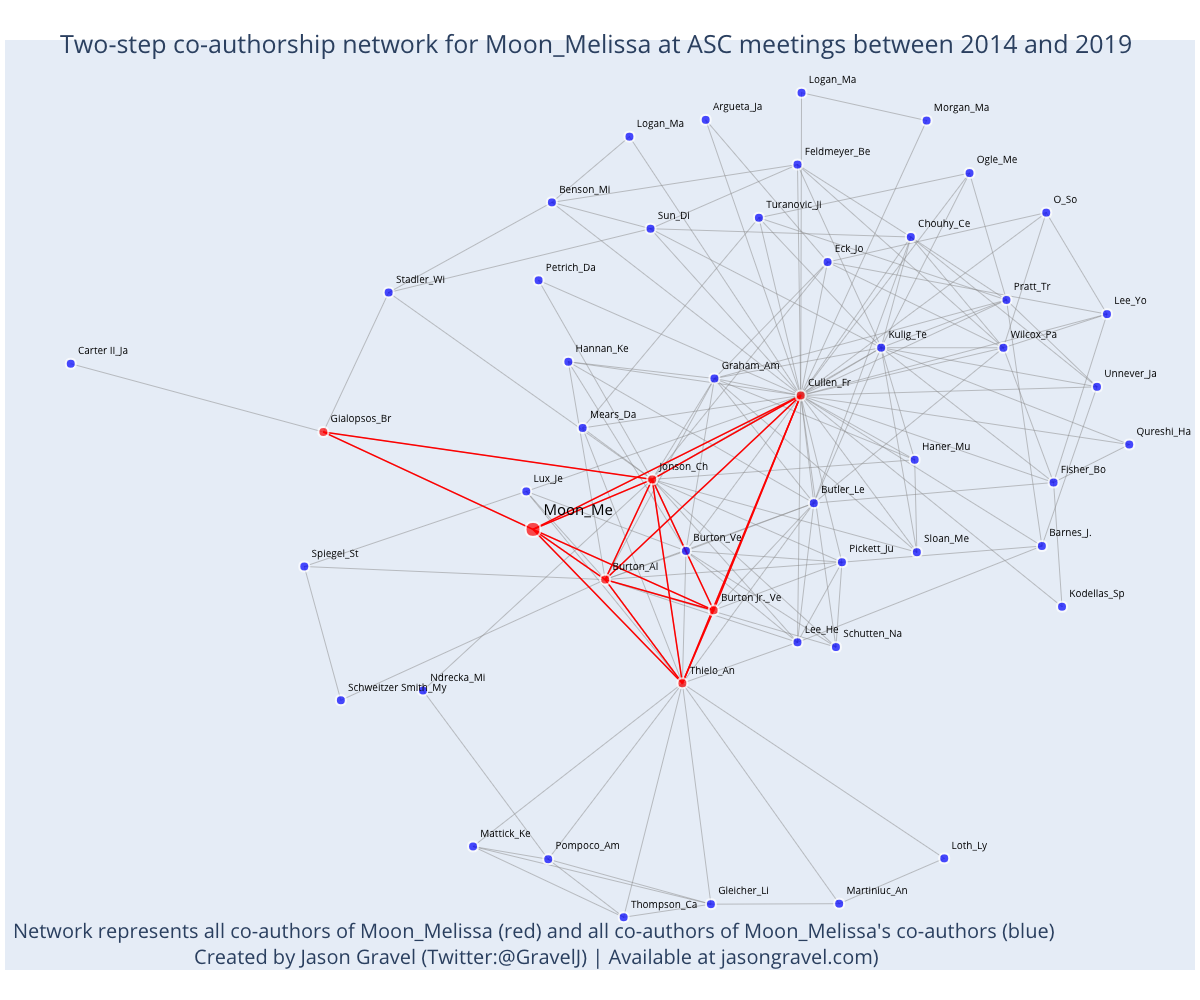 Two-step co-authorship network for Moon_Melissa at ASC meetings between 2014 and 2019
Logan_Ma
Argueta_Ja
Morgan_Ma
Logan_Ma
Feldmeyer_Be
Ogle_Me
Benson_Mi
O_So
Turanovic_Ji
Sun_Di
Chouhy_Ce
Eck_Jo
Petrich_Da
Stadler_Wi
Pratt_Tr
Lee_Yo
Kulig_Te
Wilcox_Pa
Carter II_Ja
Hannan_Ke
Graham_Am
Unnever_Ja
Cullen_Fr
Gialopsos_Br
Mears_Da
Qureshi_Ha
Haner_Mu
Jonson_Ch
Fisher_Bo
Lux_Je
Butler_Le
Moon_Me
Barnes_J.
Burton_Ve
Sloan_Me
Pickett_Ju
Spiegel_St
Burton_Al
Kodellas_Sp
Burton Jr._Ve
Lee_He
Schutten_Na
Thielo_An
Ndrecka_Mi
Schweitzer Smith_My
Mattick_Ke
Pompoco_Am
Loth_Ly
Gleicher_Li
Martiniuc_An
Thompson_Ca
Network represents all co-authors of Moon_Melissa (red) and all co-authors of Moon_Melissa's co-authors (blue)
Created by Jason Gravel (Twitter:@GravelJ) | Available at jasongravel.com)